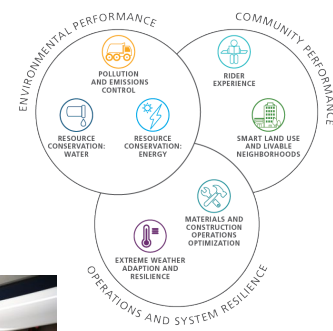 ENVIRONMENTAL PERFORMANCE
COMMUNITY PERFORMANCE
POLLUTION
AND EMISSIONS
CONTROL
RIDER
EXPERIENCE
RESOURCE
CONSERVATION:
WATER
RESOURCE
CONSERVATION:
ENERGY
SMART LAND USE
AND LIVABLE
NEIGHBORHOODS
MATERIALS AND
CONSTRUCTION
OPERATIONS
OPTIMIZATION
EXTREME WEATHER
ADAPTION AND
RESILIENCE
OPERATIONS AND SYSTEM RESILIENCE